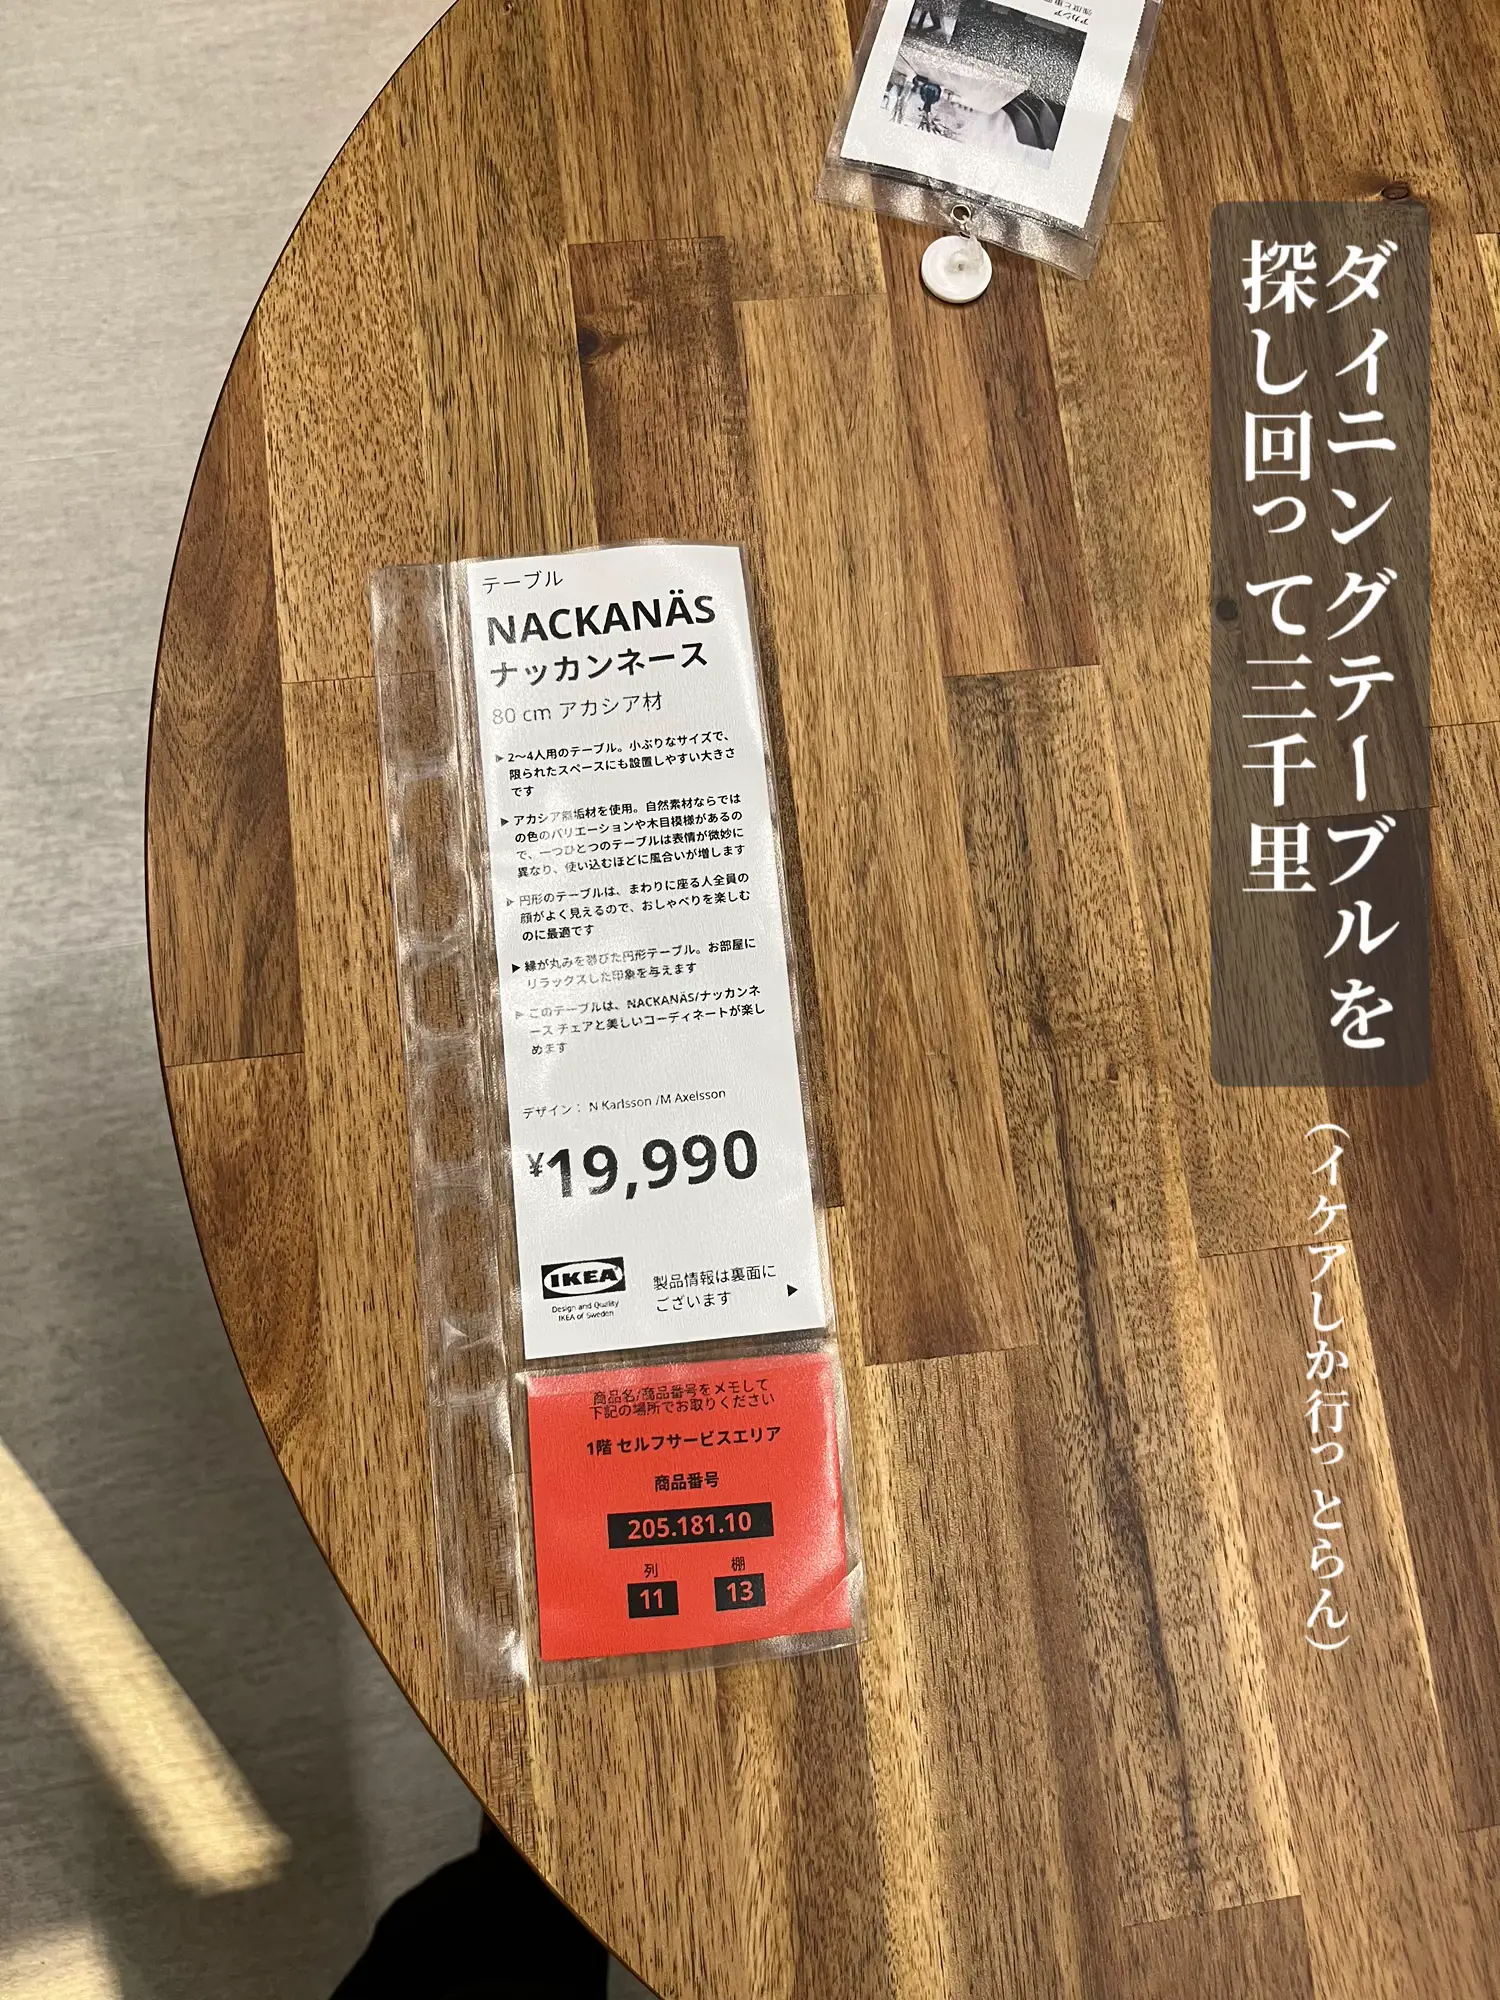 ダイニングテーブルを
探し回って三千里
(イケアしか行っとらん)
アカシア
テーブル
NACKANÄS
ナッカンネース
80 cm アカシア材
▶ 2~4人用のテーブル。小ぶりなサイズで、
限られたスペースにも設置しやすい大きさ
です
▶ アカシア無垢材を使用。自然素材ならでは
の色のバリエーションや木目模様があるの
で、一つひとつのテーブルは表情が微妙に
異なり、使い込むほどに風合いが増します
▶ 円形のテーブルは、まわりに座る人全員の
顔がよく見えるので、おしゃべりを楽しむ
のに最適です
▶ 縁が丸みを帯びた円形テーブル。お部屋に
リラックスした印象を与えます
▶ このテーブルは、NACKANÄS/ナッカンネ
ース チェアと美しいコーディネートが楽し
めます
デザイン: N Karlsson /M Axelsson
¥19,990
IKEA
Design and Quality
IKEA of Sweden
製品情報は裏面に
ございます ▶
商品名/商品番号をメモして
下記の場所でお取りください
1階 セルフサービスエリア
商品番号
205.181.10
列 棚
11 13